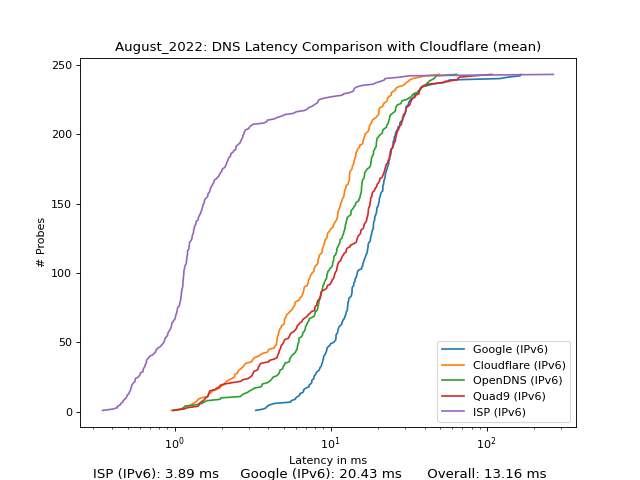 August_2022: DNS Latency Comparison with Cloudflare (mean)
250
200
150
100
50
0
# Probes
Google (IPv6)
Cloudflare (IPv6)
OpenDNS (IPv6)
Quad9 (IPv6)
ISP (IPv6)
10⁰ 10¹ 10²
Latency in ms
ISP (IPv6): 3.89 ms Google (IPv6): 20.43 ms Overall: 13.16 ms